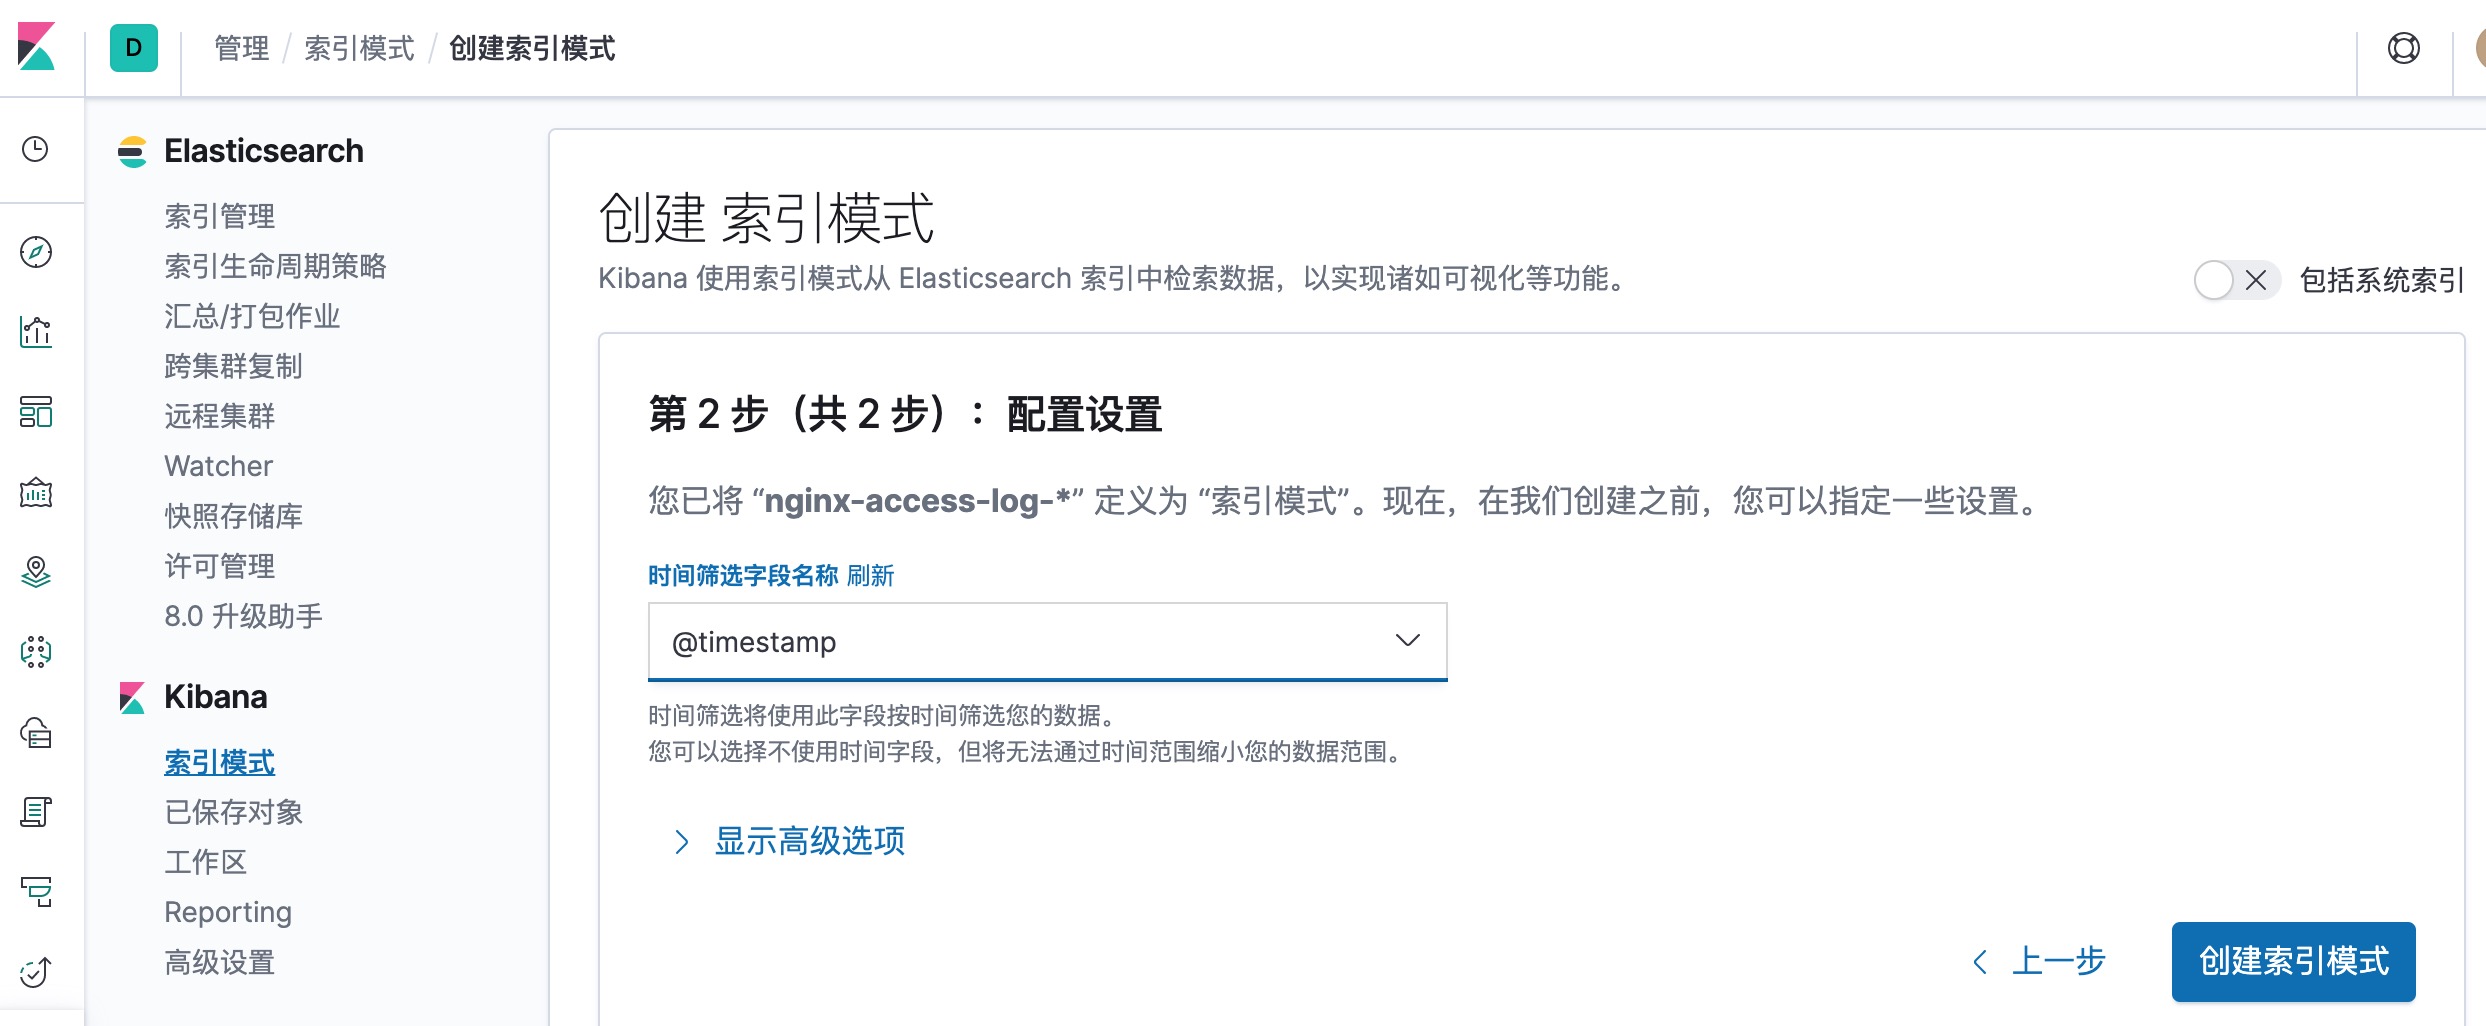 D
管理 / 索引模式 / 创建索引模式
Elasticsearch
索引管理
索引生命周期策略
汇总/打包作业
跨集群复制
远程集群
Watcher
快照存储库
许可管理
8.0 升级助手
Kibana
索引模式
已保存对象
工作区
Reporting
高级设置
创建 索引模式
Kibana 使用索引模式从 Elasticsearch 索引中检索数据，以实现诸如可视化等功能。
包括系统索引
第 2 步（共 2 步）：配置设置
您已将 “nginx-access-log-*” 定义为 “索引模式”。现在，在我们创建之前，您可以指定一些设置。
时间筛选字段名称 刷新
@timestamp
时间筛选将使用此字段按时间筛选您的数据。
您可以选择不使用时间字段，但将无法通过时间范围缩小您的数据范围。
显示高级选项
上一步
创建索引模式